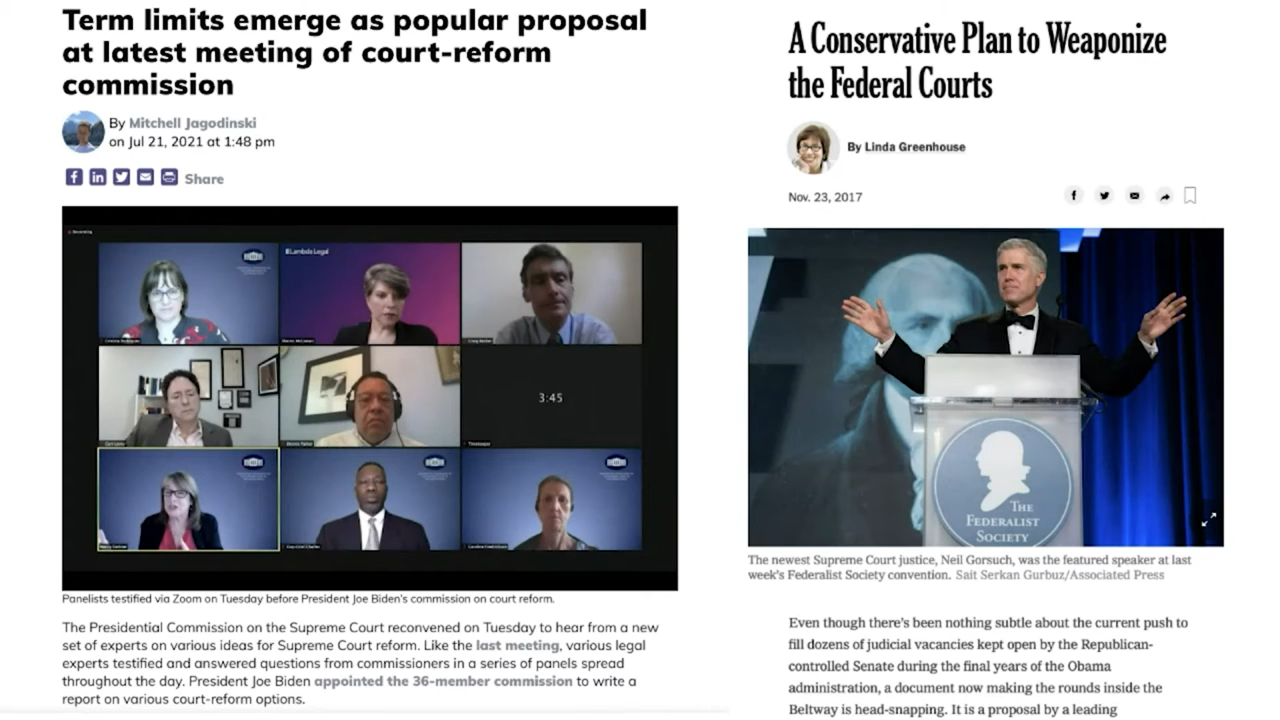 Term limits emerge as popular proposal
at latest meeting of court-reform
commission
By Mitchell Jagodinski
on Jul 21, 2021 at 1:48 pm
Share
Lambda Legal
3:45
Panelists testified via Zoom on Tuesday before President Joe Biden's commission on court reform.
The Presidential Commission on the Supreme Court reconvened on Tuesday to hear from a new
set of experts on various ideas for Supreme Court reform. Like the last meeting, various legal
experts testified and answered questions from commissioners in a series of panels spread
throughout the day. President Joe Biden appointed the 36-member commission to write a
report on various court-reform options.
A Conservative Plan to Weaponize
the Federal Courts
By Linda Greenhouse
Nov. 23, 2017
THE
FEDERALIST
SOCIETY
The newest Supreme Court justice, Neil Gorsuch, was the featured speaker at last
week's Federalist Society convention. Sait Serkan Gurbuz/Associated Press
Even though there's been nothing subtle about the current push to
fill dozens of judicial vacancies kept open by the Republican-
controlled Senate during the final years of the Obama
administration, a document now making the rounds inside the
Beltway is head-snapping. It is a proposal by a leading